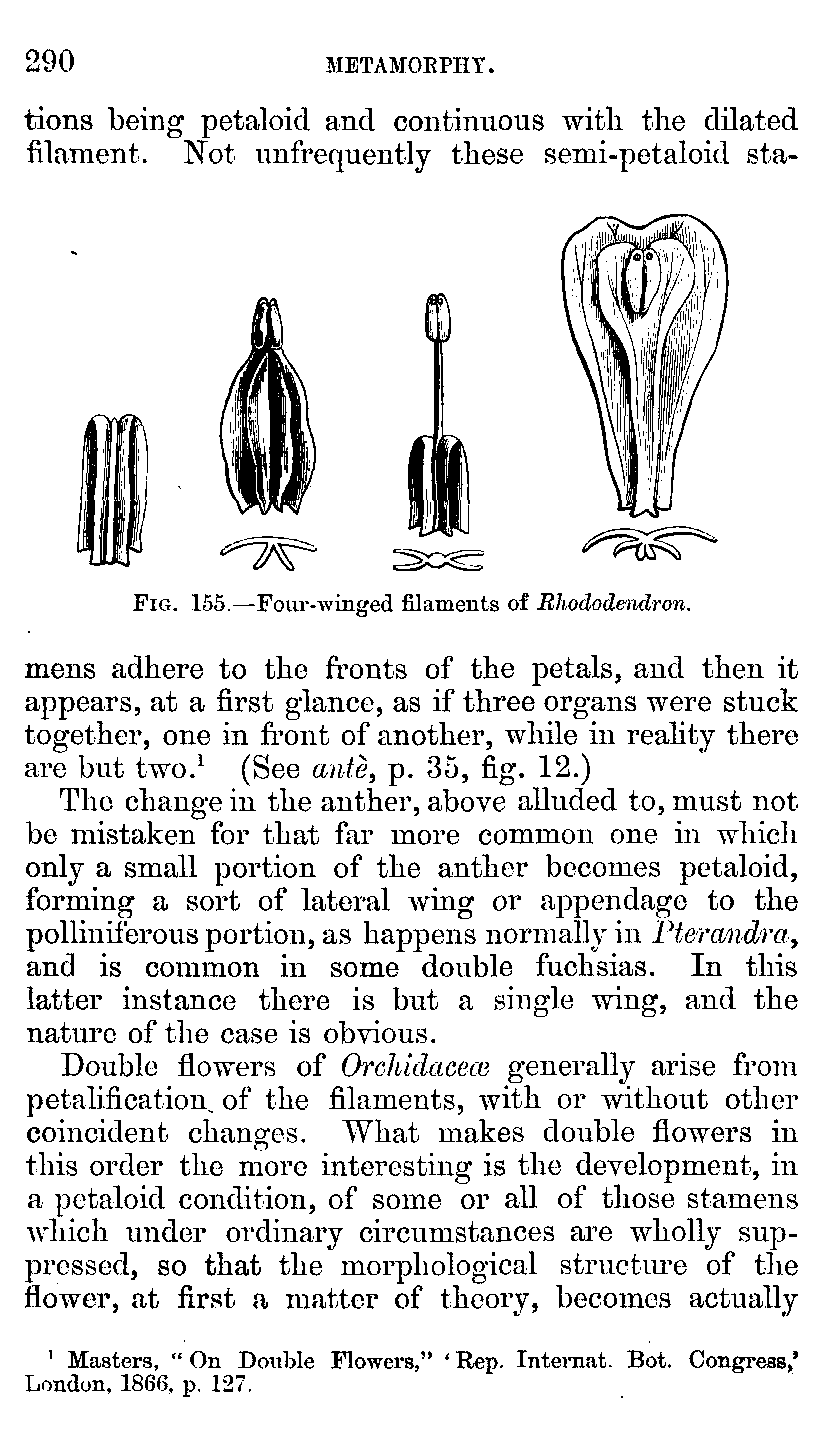 290 METAMORPHY.
tions being petaloid and continuous with the dilated
filament. Not unfrequently these semi-petaloid sta-
FIG. 155.—Four-winged filaments of Rhododendron.
mens adhere to the fronts of the petals, and then it
appears, at a first glance, as if three organs were stuck
together, one in front of another, while in reality there
are but two.¹ (See antè, p. 35, fig. 12.)
The change in the anther, above alluded to, must not
be mistaken for that far more common one in which
only a small portion of the anther becomes petaloid,
forming a sort of lateral wing or appendage to the
polliniferous portion, as happens normally in Pterandra,
and is common in some double fuchsias. In this
latter instance there is but a single wing, and the
nature of the case is obvious.
Double flowers of Orchidaceæ generally arise from
petalification of the filaments, with or without other
coincident changes. What makes double flowers in
this order the more interesting is the development, in
a petaloid condition, of some or all of those stamens
which under ordinary circumstances are wholly sup-
pressed, so that the morphological structure of the
flower, at first a matter of theory, becomes actually
¹ Masters, “On Double Flowers,” ‘Rep. Internat. Bot. Congress,’
London, 1866, p. 127.